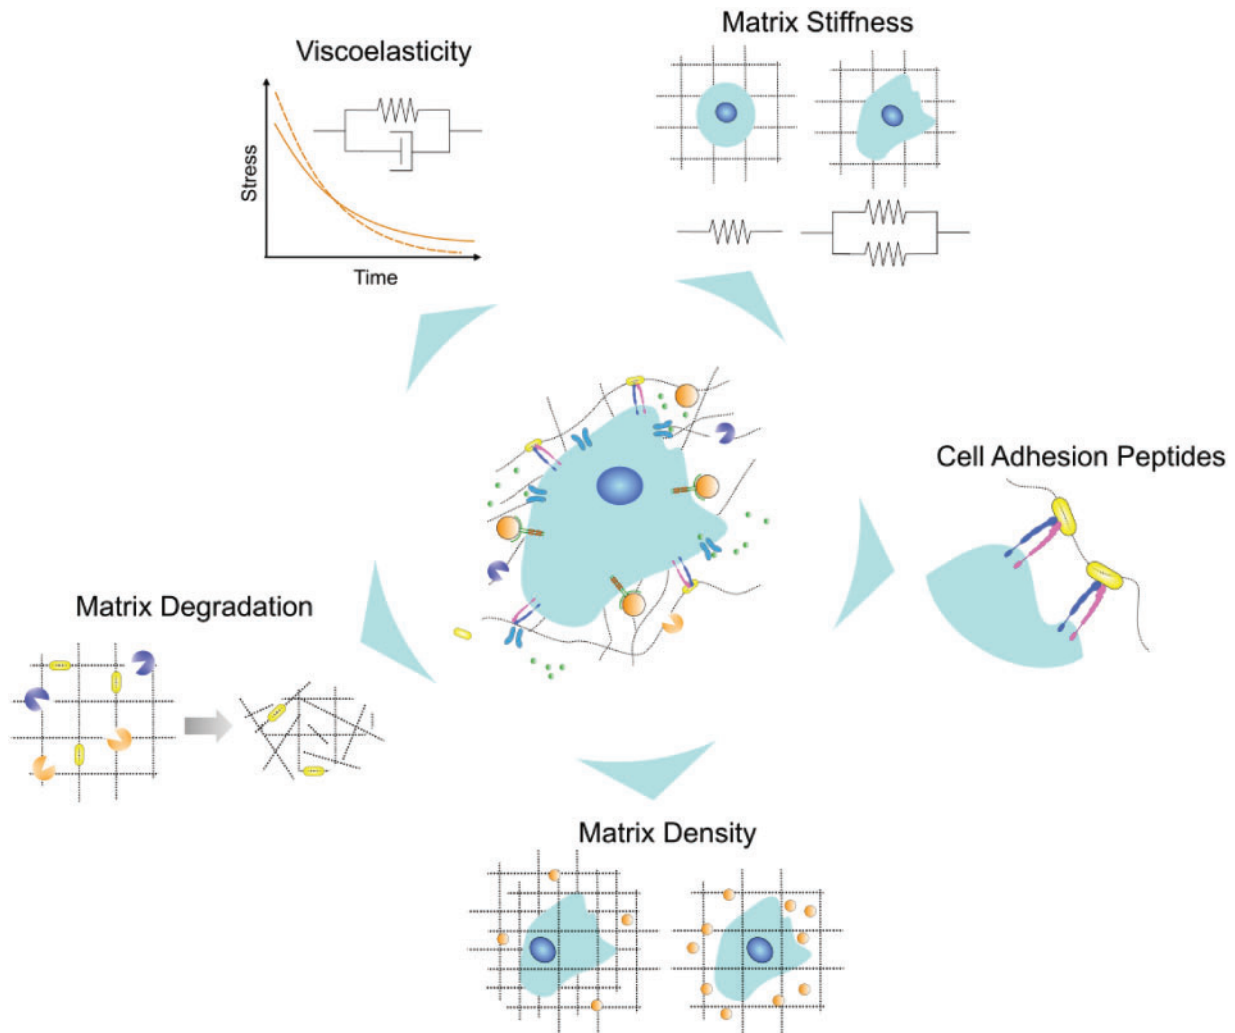 Matrix Stiffness
Viscoelasticity
Stress
Time
Cell Adhesion Peptides
Matrix Degradation
Matrix Density